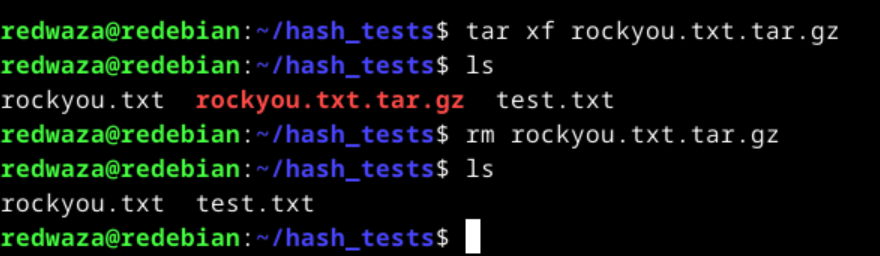 redwaza@redebian:~/hash_tests$ tar xf rockyou.txt.tar.gz
redwaza@redebian:~/hash_tests$ ls
rockyou.txt  rockyou.txt.tar.gz  test.txt
redwaza@redebian:~/hash_tests$ rm rockyou.txt.tar.gz
redwaza@redebian:~/hash_tests$ ls
rockyou.txt  test.txt
redwaza@redebian:~/hash_tests$